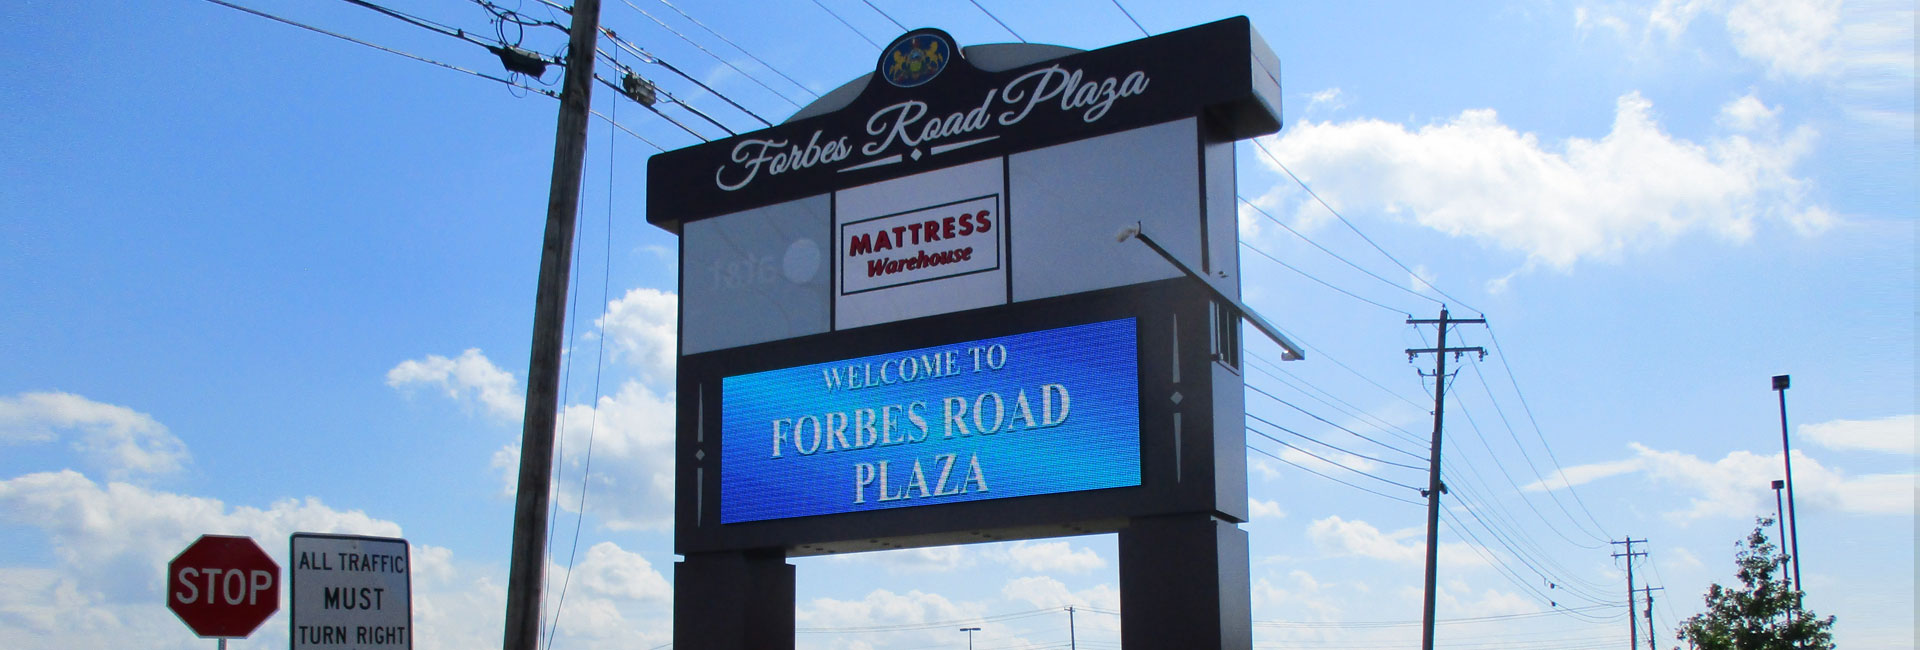 Forbes Road Plaza
MATTRESS
Warehouse
WELCOME TO
FORBES ROAD
PLAZA
STOP
ALL TRAFFIC
MUST
TURN RIGHT